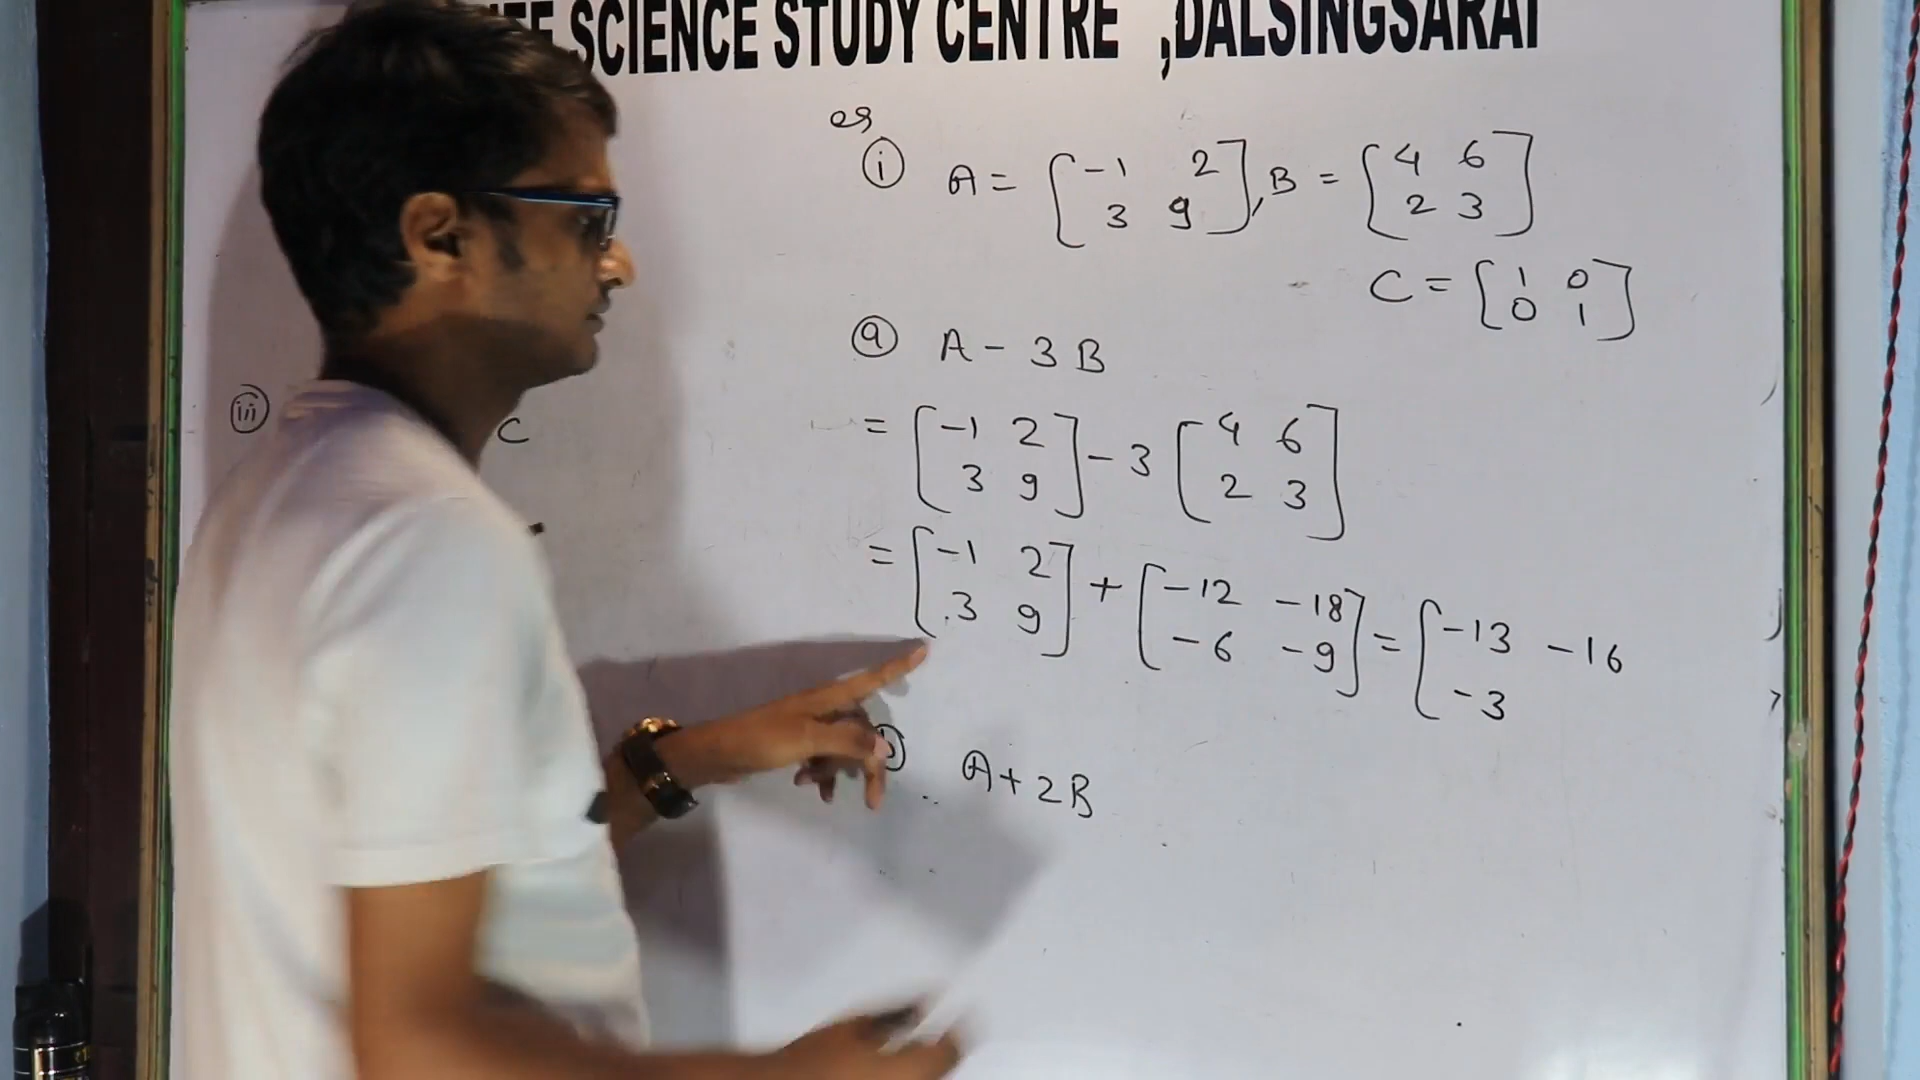 SCIENCE STUDY CENTRE ,DALSINGSARAI
eg
(i) A = [-1 2
3 9], B = [4 6
2 3]
C = [1 0
0 1]
(a) A - 3B
(iii) C
= [-1 2
3 9] - 3 [4 6
2 3]
= [-1 2
3 9] + [-12 -18
-6 -9] = [-13 -16
-3
A + 2B